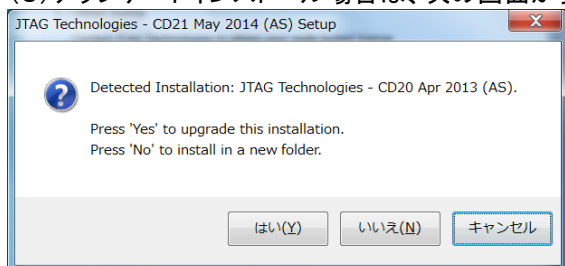 JTAG Technologies - CD21 May 2014 (AS) Setup
Detected Installation: JTAG Technologies - CD20 Apr 2013 (AS).
Press 'Yes' to upgrade this installation.
Press 'No' to install in a new folder.
はい(Y)
いいえ(N)
キャンセル